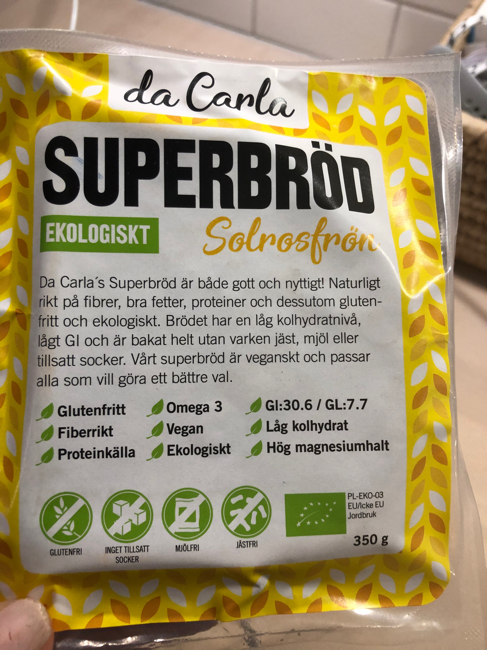 da Carla
SUPERBRÖD
EKOLOGISKT
Solrosfrön
Da Carla´s Superbröd är både gott och nyttigt! Naturligt
rikt på fibrer, bra fetter, proteiner och dessutom gluten-
fritt och ekologiskt. Brödet har en låg kolhydratnivå,
lågt GI och är bakat helt utan varken jäst, mjöl eller
tillsatt socker. Vårt superbröd är veganskt och passar
alla som vill göra ett bättre val.
Glutenfritt
Omega 3
GI:30.6 / GL:7.7
Fiberrikt
Vegan
Låg kolhydrat
Proteinkälla
Ekologiskt
Hög magnesiumhalt
GLUTENFRI
INGET TILLSATT
SOCKER
MJÖLFRI
JÄSTFRI
PL-EKO-03
EU/Icke EU
Jordbruk
350 g